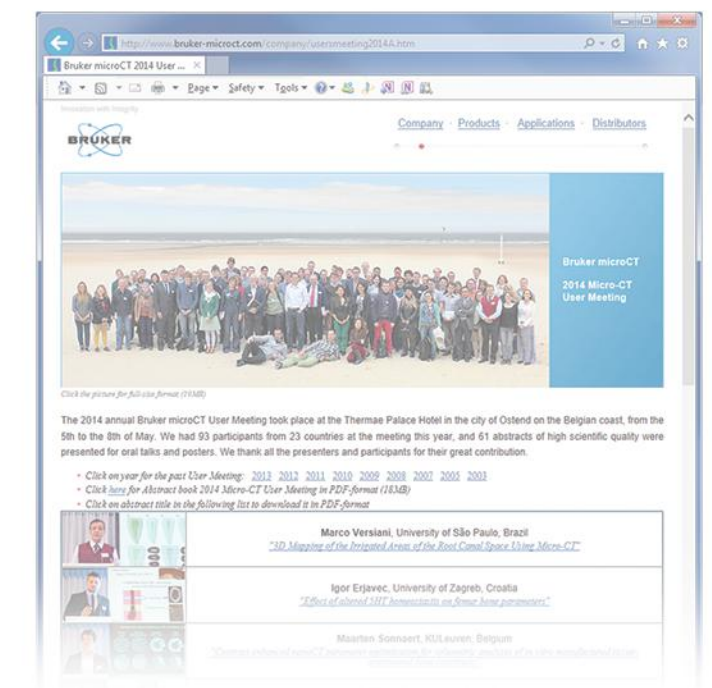 http://www.bruker-microct.com/company/usersmeeting2014A.htm
Bruker microCT 2014 User ...
Page Safety Tools
Innovation with Integrity
BRUKER
Company - Products - Applications - Distributors
Bruker microCT
2014 Micro-CT
User Meeting
Click the picture for full-size format (19MB)
The 2014 annual Bruker microCT User Meeting took place at the Thermae Palace Hotel in the city of Ostend on the Belgian coast, from the
5th to the 8th of May. We had 93 participants from 23 countries at the meeting this year, and 61 abstracts of high scientific quality were
presented for oral talks and posters. We thank all the presenters and participants for their great contribution.
Click on year for the past User Meeting: 2013 2012 2011 2010 2009 2008 2007 2005 2003
Click here for Abstract book 2014 Micro-CT User Meeting in PDF-format (183MB)
Click on abstract title in the following list to download it in PDF-format
Marco Versiani, University of São Paulo, Brazil
"3D Mapping of the Irrigated Areas of the Root Canal Space Using Micro-CT"
Igor Erjavec, University of Zagreb, Croatia
"Effect of altered 5HT homeostasis on femur bone parameters"
Maarten Sonnaert, KULeuven, Belgium